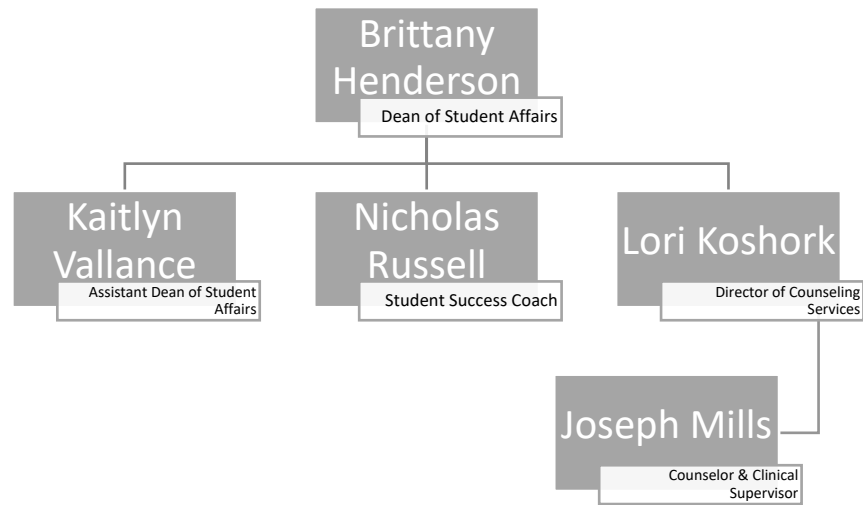 Brittany
Henderson
Dean of Student Affairs
Kaitlyn
Vallance
Assistant Dean of Student
Affairs
Nicholas
Russell
Student Success Coach
Lori Koshork
Director of Counseling
Services
Joseph Mills
Counselor & Clinical
Supervisor